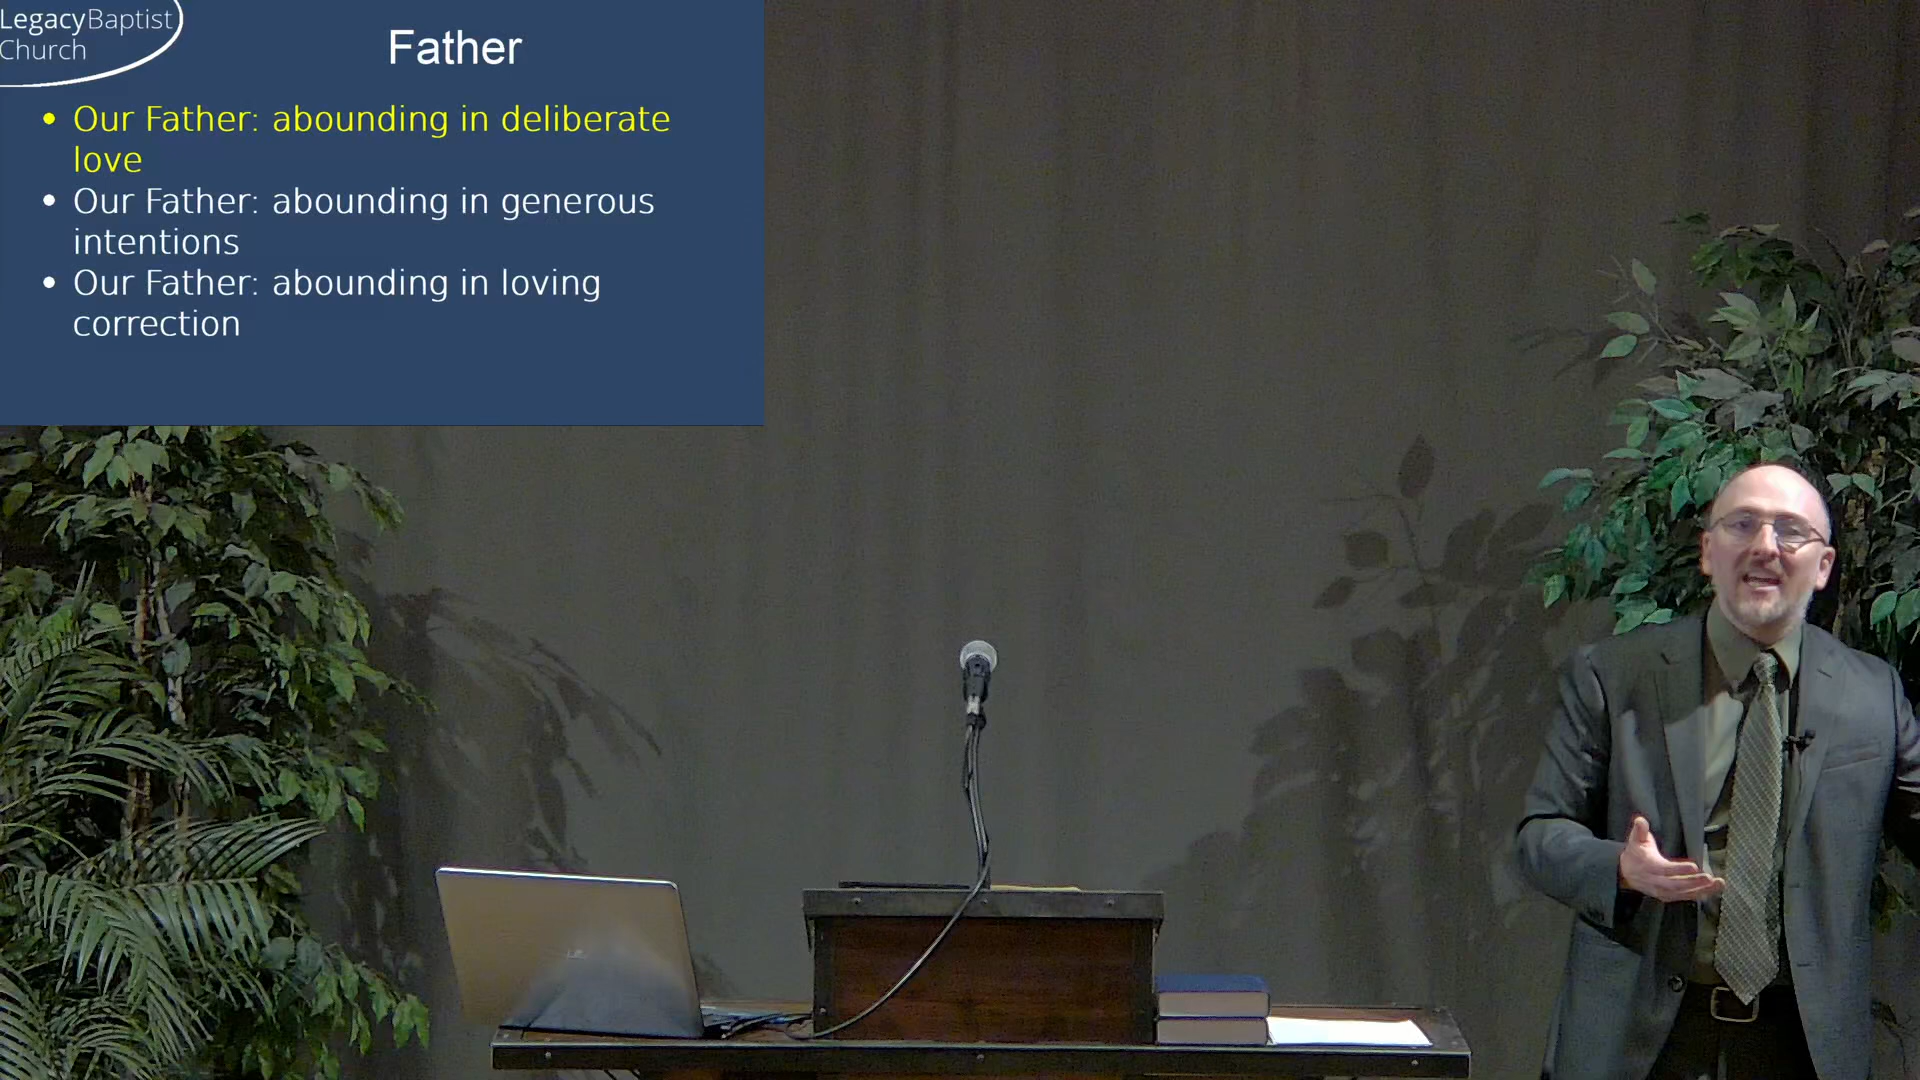 LegacyBaptist
Church
Father
• Our Father: abounding in deliberate
love
• Our Father: abounding in generous
intentions
• Our Father: abounding in loving
correction